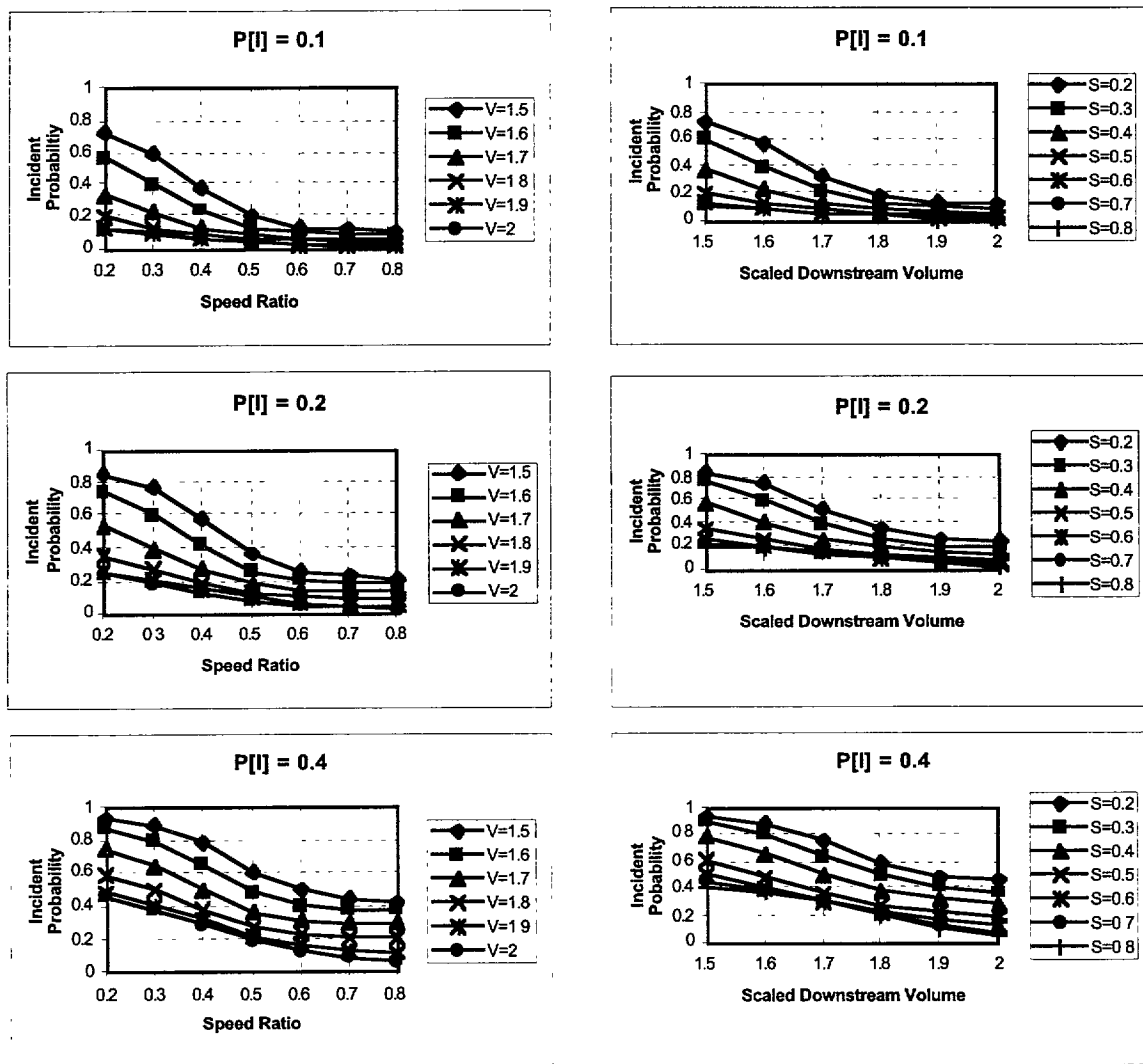 P[I] = 0.1
Incident
Probability
1
0.8
0.6
0.4
0.2
0
0.2 0.3 0.4 0.5 0.6 0.7 0.8
Speed Ratio
V=1.5
V=1.6
V=1.7
V=1 8
V=1.9
V=2
P[I] = 0.1
Incident
Probability
1
0.8
0.6
0.4
0.2
0
1.5 1.6 1.7 1.8 1.9 2
Scaled Downstream Volume
S=0.2
S=0.3
S=0.4
S=0.5
S=0.6
S=0.7
S=0.8
P[I] = 0.2
Incident
Probability
1
0.8
0.6
0.4
0.2
0
0.2 0 3 0.4 0.5 0.6 0.7 0.8
Speed Ratio
V=1.5
V=1.6
V=1.7
V=1.8
V=1.9
V=2
P[I] = 0.2
Incident
Probability
1
0.8
0.6
0.4
0.2
0
1.5 1.6 1.7 1.8 1.9 2
Scaled Downstream Volume
S=0.2
S=0.3
S=0.4
S=0.5
S=0.6
S=0.7
S=0.8
P[I] = 0.4
Incident
Probability
1
0.8
0.6
0.4
0.2
0
0.2 0.3 0.4 0.5 0.6 0.7 0.8
Speed Ratio
V=1.5
V=1.6
V=1.7
V=1.8
V=1 9
V=2
P[I] = 0.4
Incident
Pobability
1
0.8
0.6
0.4
0.2
0
1.5 1.6 1.7 1.8 1.9 2
Scaled Downstream Volume
S=0.2
S=0.3
S=0.4
S=0.5
S=0.6
S=0 7
S=0 8